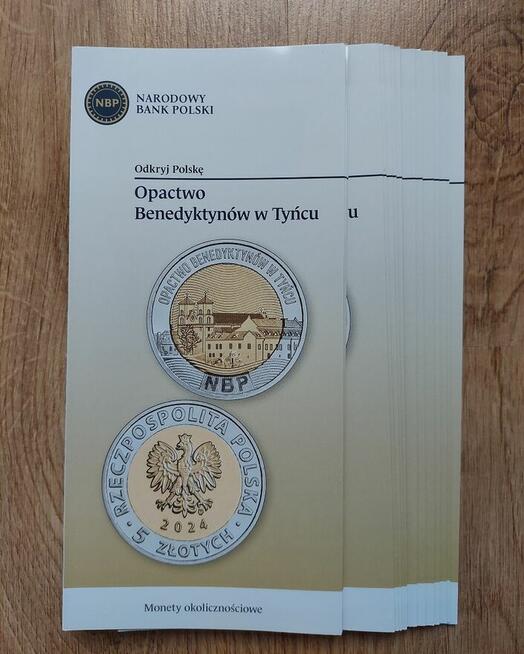 NBP
NARODOWY
BANK POLSKI
Odkryj Polskę
Opactwo
Benedyktynów w Tyńcu
u
OPACTWO BENEDYKTYNÓW W TYŃCU
NBP
RZECZPOSPOLITA POLSKA
2024
5 ZŁOTYCH
Monety okolicznościowe